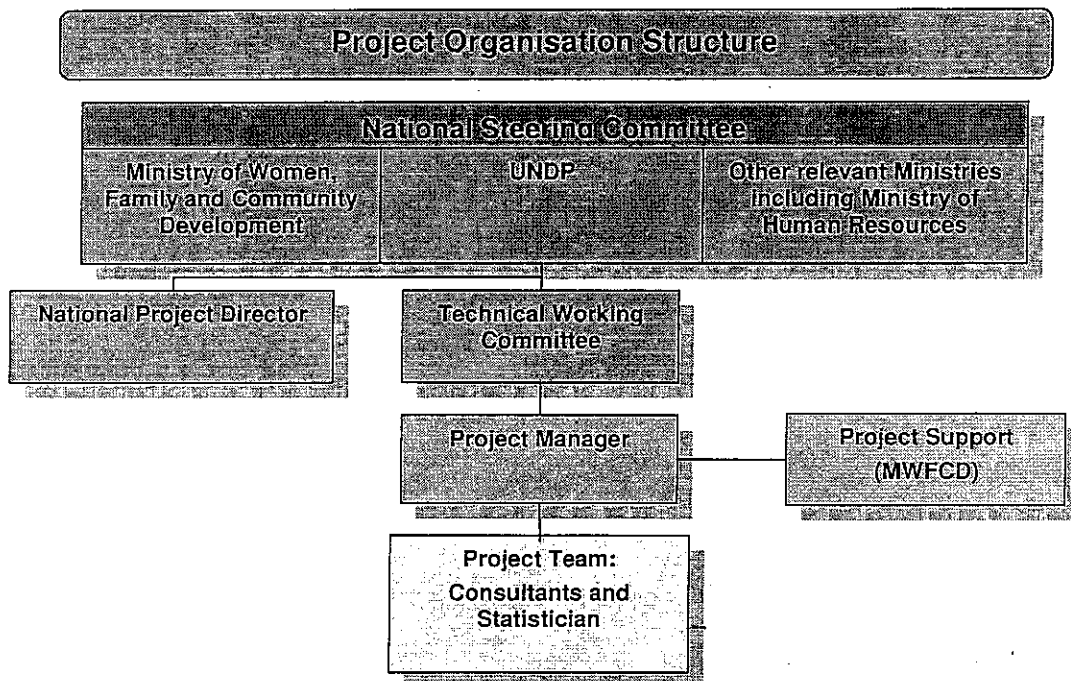 Project Organisation Structure
National Steering Committee
Ministry of Women,
Family and Community
Development
UNDP
Other relevant Ministries
including Ministry of
Human Resources
National Project Director
Technical Working
Committee
Project Manager
Project Support
(MWFCD)
Project Team:
Consultants and
Statistician